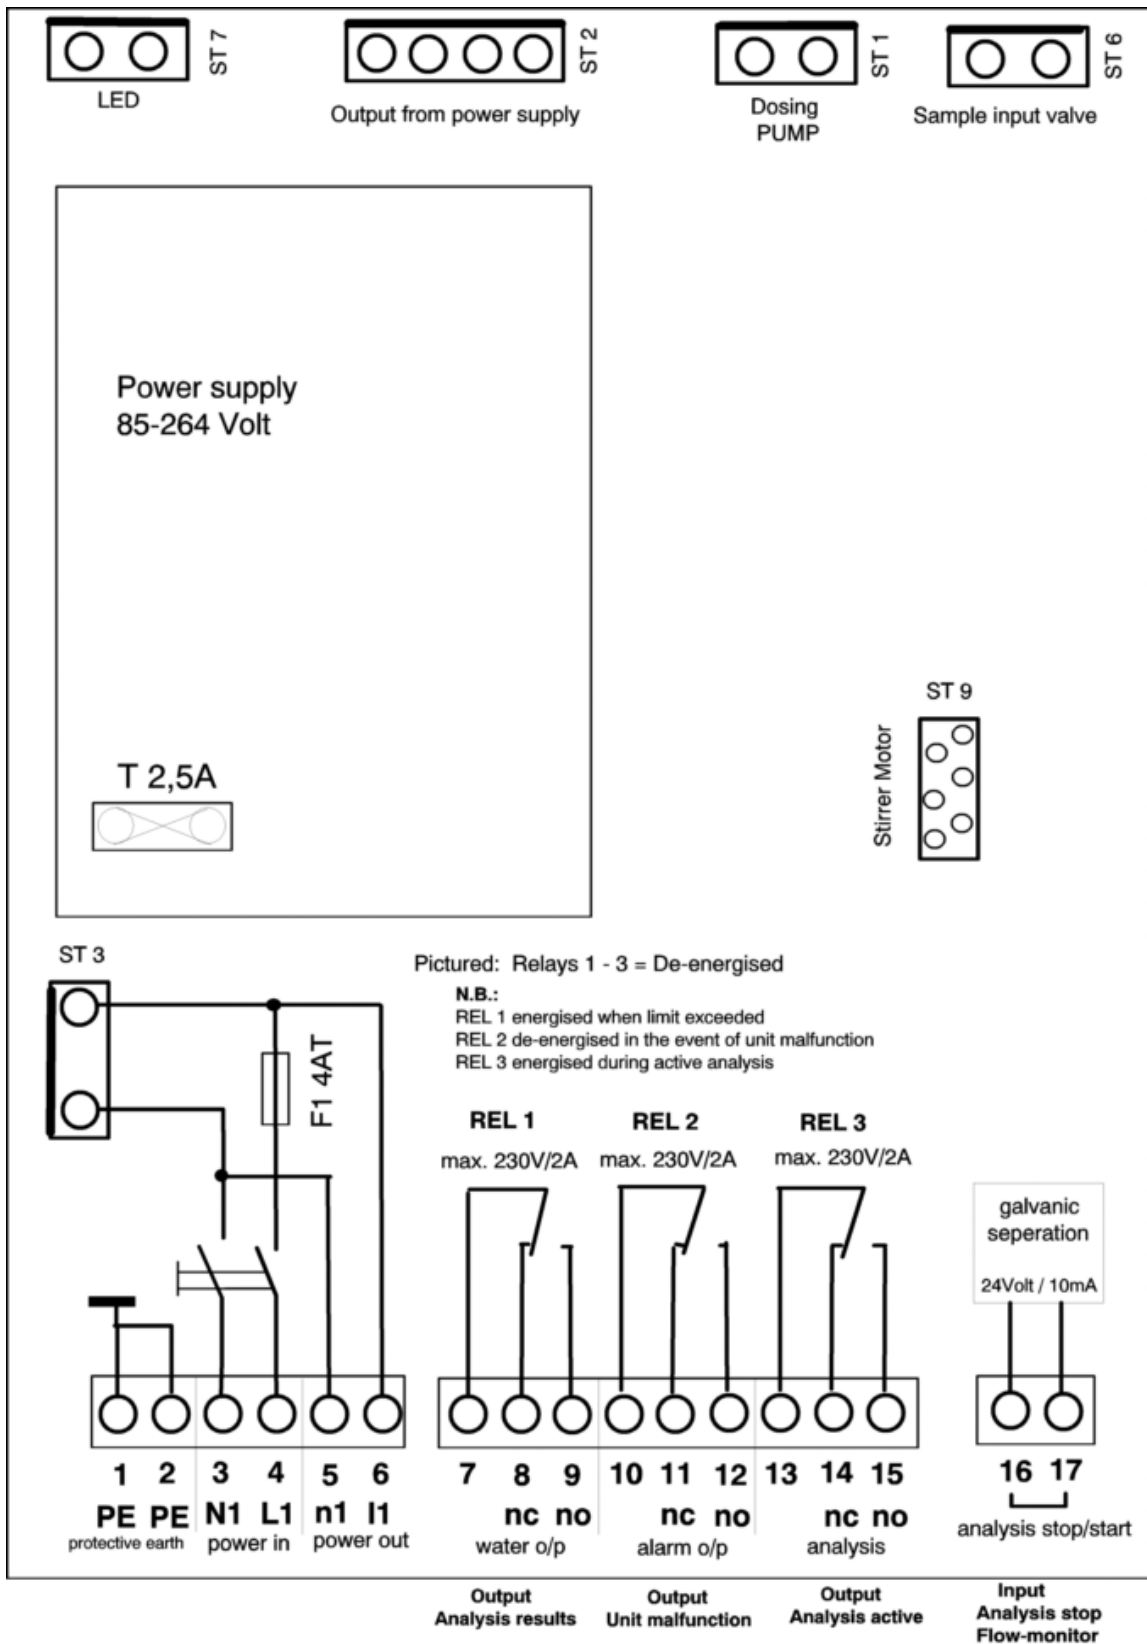 ST 7
LED
ST 2
Output from power supply
ST 1
Dosing
PUMP
ST 6
Sample input valve
Power supply
85-264 Volt
T 2,5A
ST 9
Stirrer Motor
ST 3
F1 4AT
Pictured: Relays 1 - 3 = De-energised
N.B.:
REL 1 energised when limit exceeded
REL 2 de-energised in the event of unit malfunction
REL 3 energised during active analysis
REL 1
max. 230V/2A
REL 2
max. 230V/2A
REL 3
max. 230V/2A
galvanic
seperation
24Volt / 10mA
1 2 3 4 5 6
PE PE N1 L1 n1 l1
protective earth power in power out
7 8 9 10 11 12 13 14 15
nc no nc no nc no
water o/p alarm o/p analysis
16 17
analysis stop/start
Output
Analysis results
Output
Unit malfunction
Output
Analysis active
Input
Analysis stop
Flow-monitor